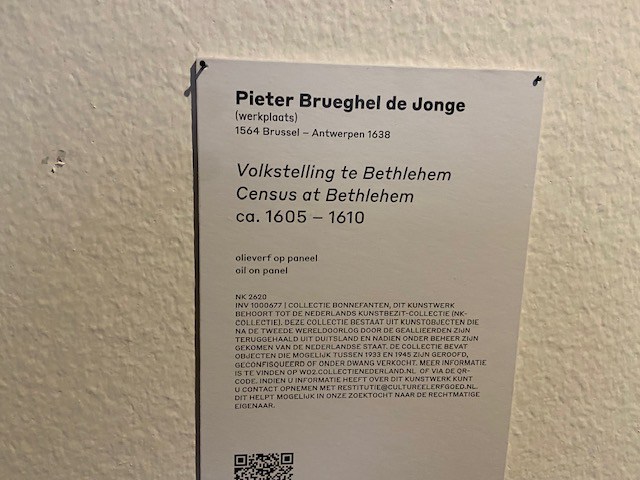 Pieter Brueghel de Jonge
(werkplaats)
1564 Brussel – Antwerpen 1638
Volkstelling te Bethlehem
Census at Bethlehem
ca. 1605 – 1610
olieverf op paneel
oil on panel
NK 2620
INV 1000677 | COLLECTIE BONNEFANTEN, DIT KUNSTWERK
BEHOORT TOT DE NEDERLANDS KUNSTBEZIT-COLLECTIE (NK-
COLLECTIE). DEZE COLLECTIE BESTAAT UIT KUNSTOBJECTEN DIE
NA DE TWEEDE WERELDOORLOG DOOR DE GEALLIEERDEN ZIJN
TERUGGEHAALD UIT DUITSLAND EN NADIEN ONDER BEHEER ZIJN
GEKOMEN VAN DE NEDERLANDSE STAAT. DE COLLECTIE BEVAT
OBJECTEN DIE MOGELIJK TUSSEN 1933 EN 1945 ZIJN GEROOFD,
GECONFISQUEERD OF ONDER DWANG VERKOCHT. MEER INFORMATIE
IS TE VINDEN OP WO2.COLLECTIENEDERLAND.NL. OF VIA DE QR-
CODE. INDIEN U INFORMATIE HEEFT OVER DIT KUNSTWERK KUNT
U CONTACT OPNEMEN MET RESTITUTIE@CULTUREELERFGOED.NL.
DIT HELPT MOGELIJK IN ONZE ZOEKTOCHT NAAR DE RECHTMATIGE
EIGENAAR.